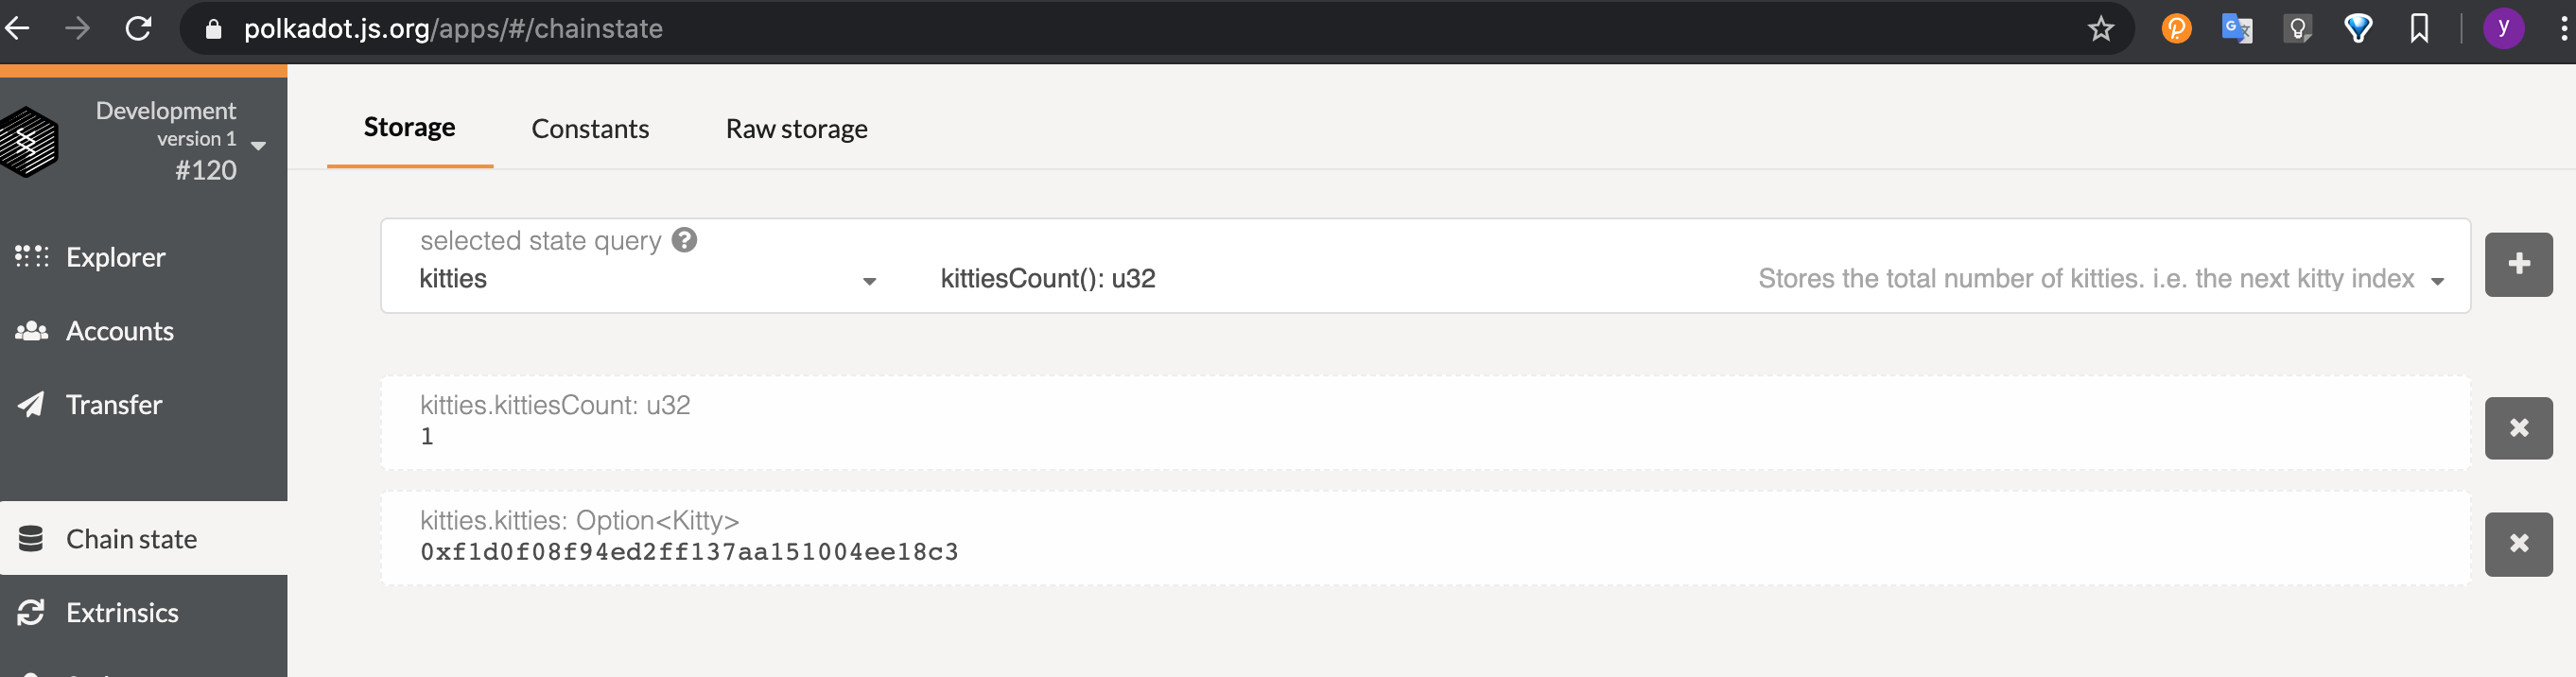 polkadot.js.org/apps/#/chainstate
y
Development
version 1
#120
Explorer
Accounts
Transfer
Chain state
Extrinsics
Storage
Constants
Raw storage
selected state query
kitties
kittiesCount(): u32
Stores the total number of kitties. i.e. the next kitty index
kitties.kittiesCount: u32
1
kitties.kitties: Option<Kitty>
0xf1d0f08f94ed2ff137aa151004ee18c3